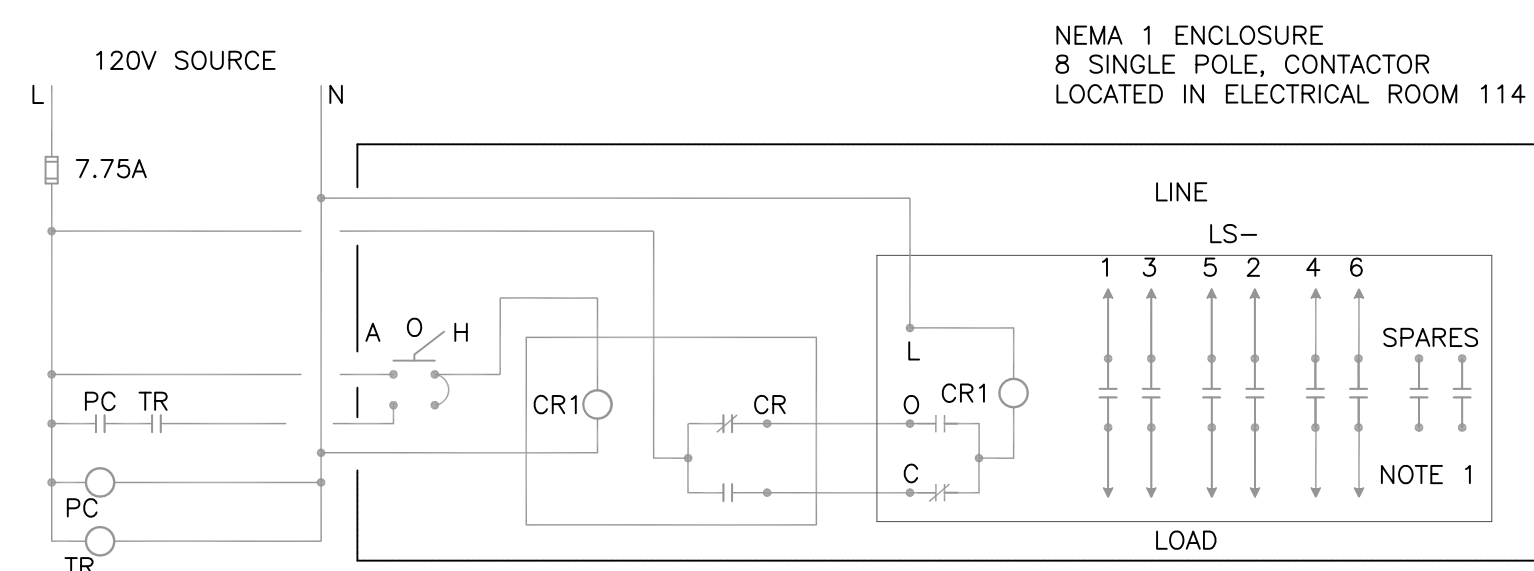 NEMA 1 ENCLOSURE
8 SINGLE POLE, CONTACTOR
LOCATED IN ELECTRICAL ROOM 114
120V SOURCE
L
N
7.75A
LINE
LS-
1 3 5 2 4 6
A O H
SPARES
L
PC TR
CR1
CR
O
CR1
C
NOTE 1
PC
LOAD
TR